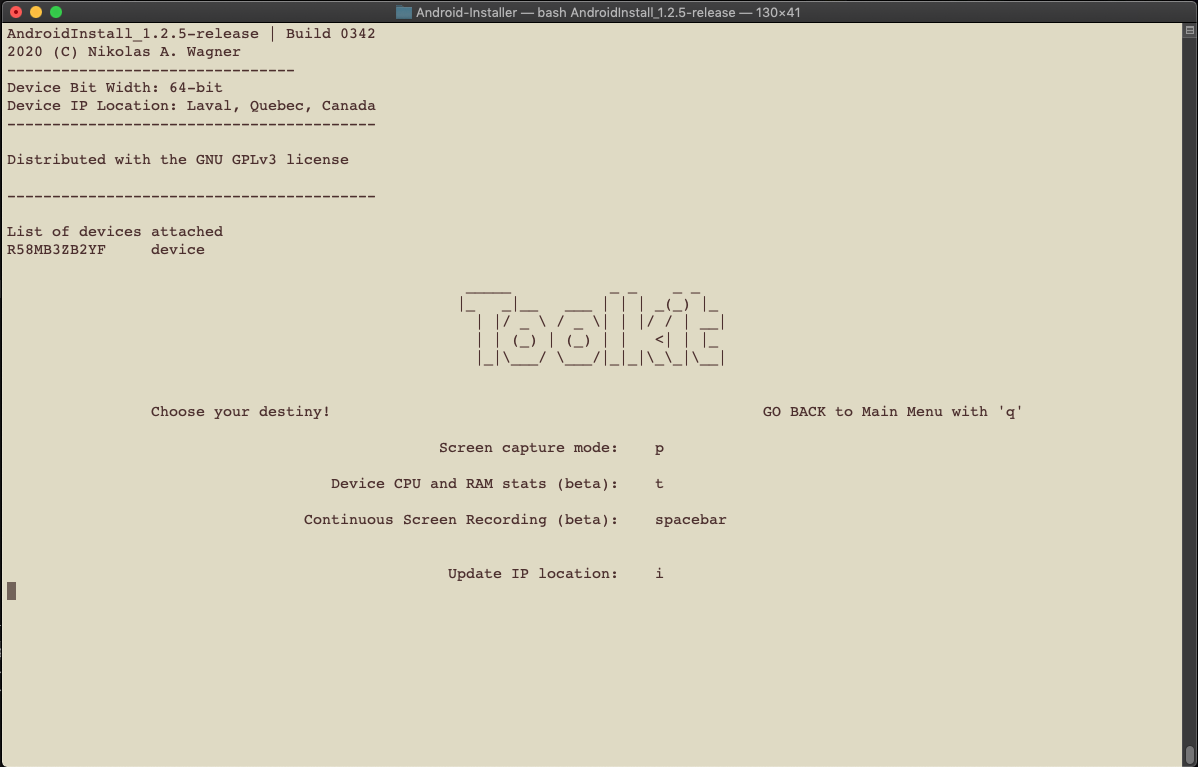 Android-Installer — bash AndroidInstall_1.2.5-release — 130×41
AndroidInstall_1.2.5-release | Build 0342
2020 (C) Nikolas A. Wagner
--------------------------------
Device Bit Width: 64-bit
Device IP Location: Laval, Quebec, Canada
-----------------------------------------
Distributed with the GNU GPLv3 license
-----------------------------------------
List of devices attached
R58MB3ZB2YF     device
Toolkit
Choose your destiny! GO BACK to Main Menu with 'q'
Screen capture mode:    p
Device CPU and RAM stats (beta):    t
Continuous Screen Recording (beta):    spacebar
Update IP location:    i